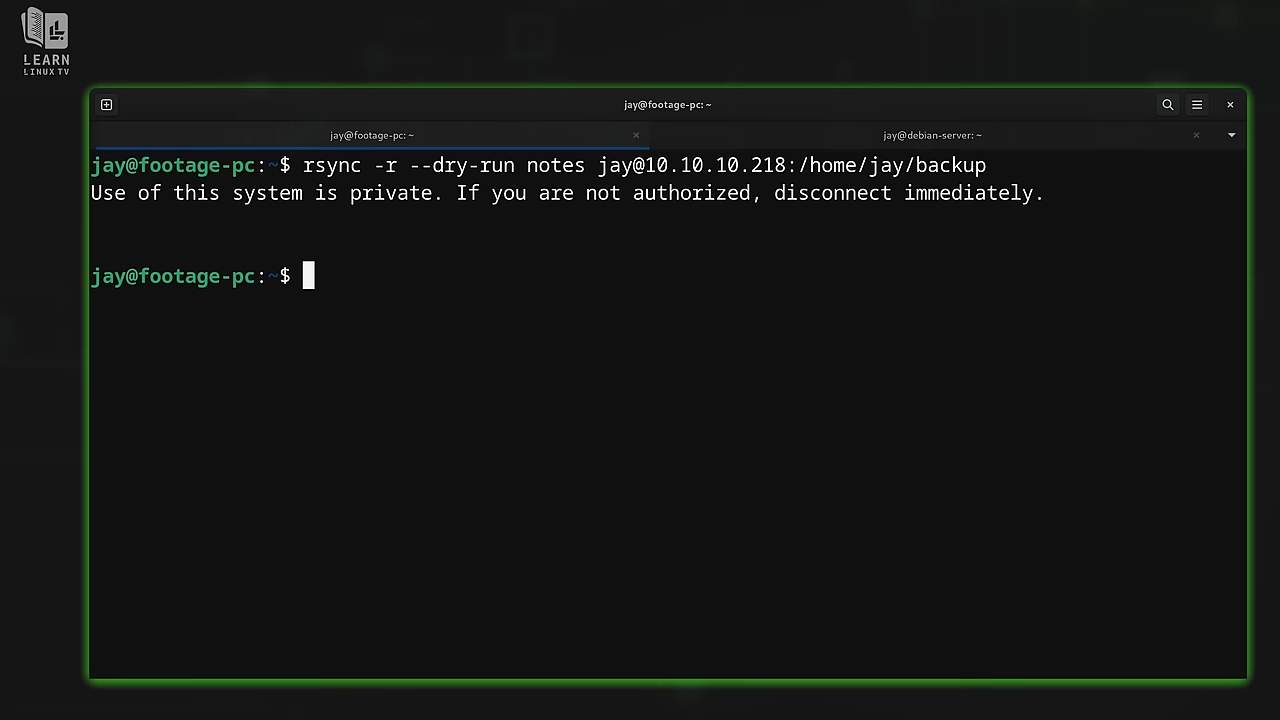 LEARN
LINUX TV
jay@footage-pc: ~
jay@footage-pc: ~
jay@debian-server: ~
jay@footage-pc:~$ rsync -r --dry-run notes jay@10.10.10.218:/home/jay/backup
Use of this system is private. If you are not authorized, disconnect immediately.
jay@footage-pc:~$